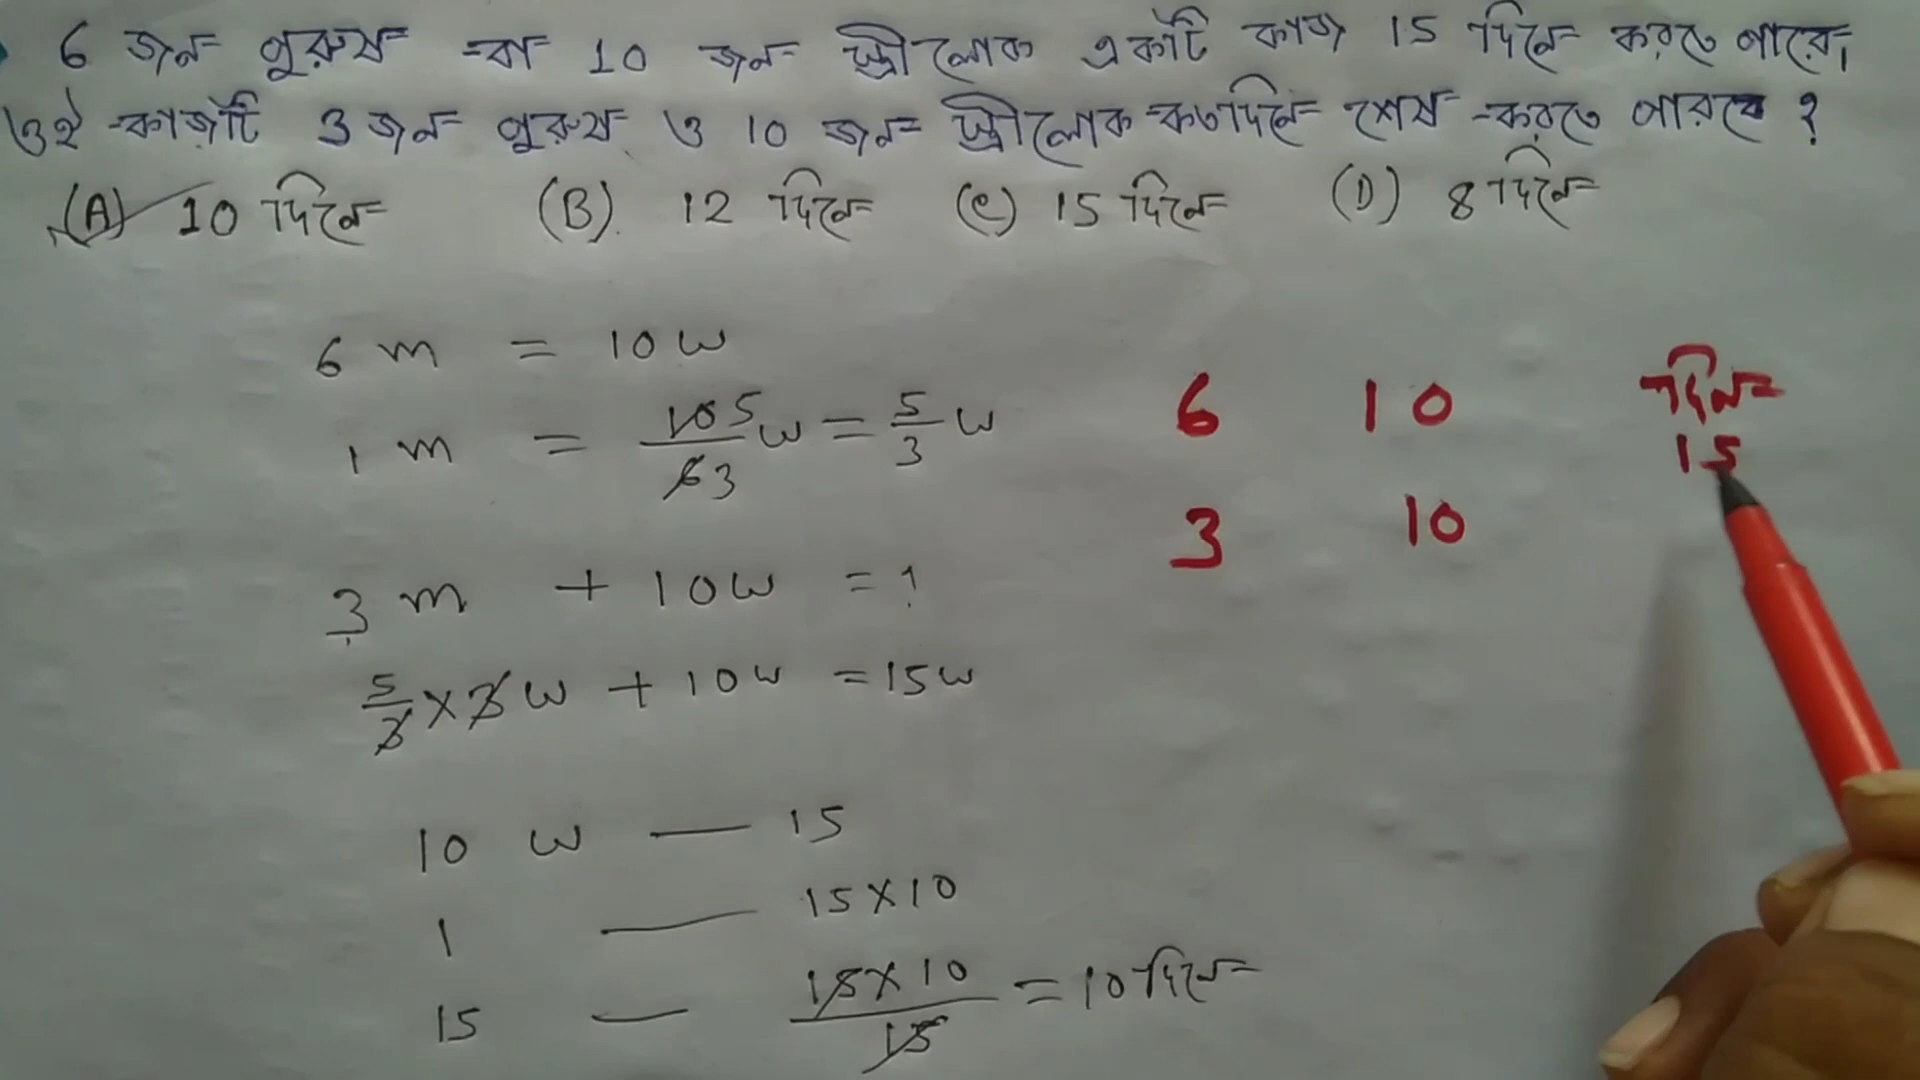 6 জন পুরুষ বা 10 জন স্ত্রীলোক একটি কাজ 15 দিনে করতে পারে।
ওই কাজটি 3 জন পুরুষ ও 10 জন স্ত্রীলোক কতদিনে শেষ করতে পারবে ?
(A) 10 দিনে (B) 12 দিনে (C) 15 দিনে (D) 8 দিনে
6 m = 10 w
1 m = 10 5/6 3 w = 5/3 w
3 m + 10 w = ?
5/3 × 3 w + 10 w = 15 w
10 w — 15
1 — 15 × 10
15 — 15 × 10/15 = 10 দিনে
6 10 দিন
15
3 10